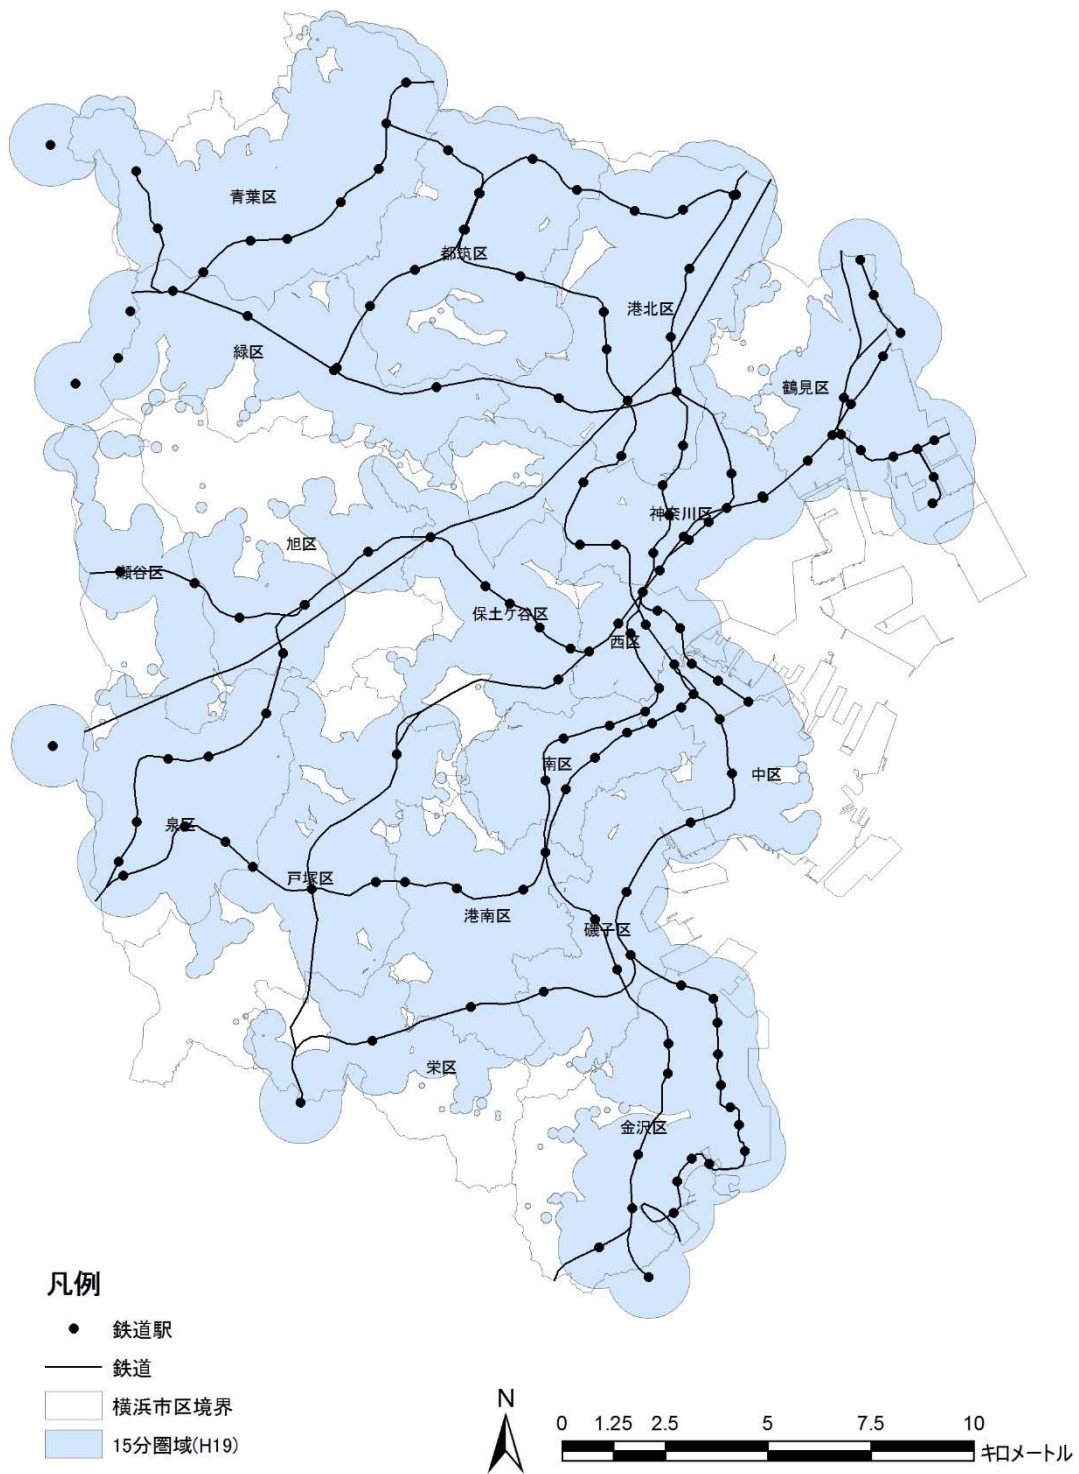 青葉区
都筑区
港北区
緑区
鶴見区
神奈川区
旭区
瀬谷区
保土ケ谷区
西区
南区
中区
泉区
戸塚区
港南区
磯子区
栄区
金沢区
凡例
鉄道駅
鉄道
横浜市区境界
15分圏域(H19)
N
0 1.25 2.5 5 7.5 10
キロメートル